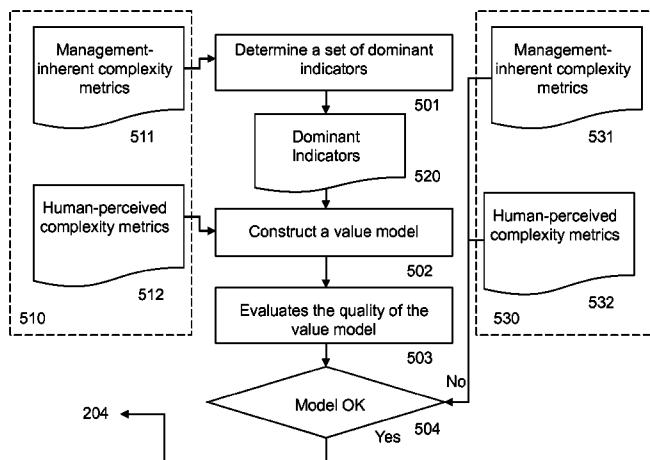 Management-
inherent complexity
metrics
511
Determine a set of dominant
indicators
501
Management-
inherent complexity
metrics
531
Dominant
Indicators
520
Human-perceived
complexity metrics
512
Construct a value model
502
Human-perceived
complexity metrics
532
510
Evaluates the quality of the
value model
503
530
No
Model OK
504
Yes
204